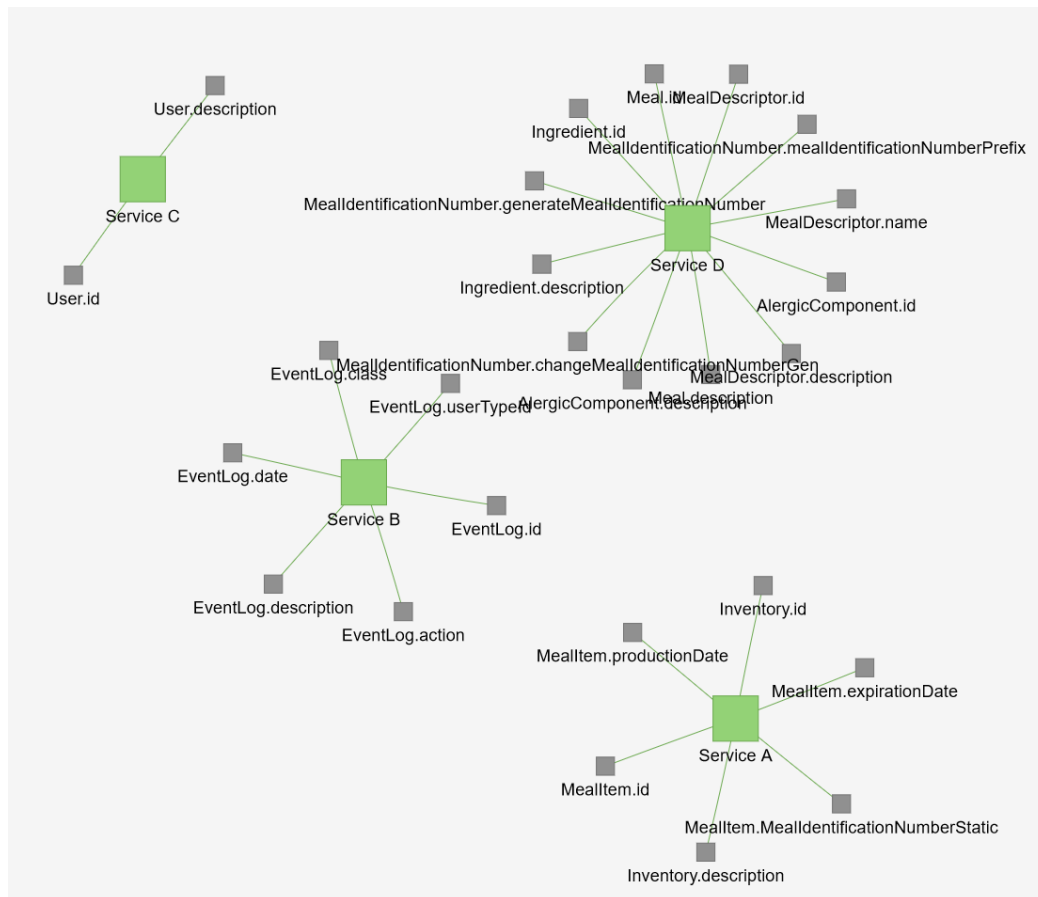 User.description
Service C
User.id
Meal.id
MealDescriptor.id
Ingredient.id
MealIdentificationNumber.mealIdentificationNumberPrefix
MealIdentificationNumber.generateMealIdentificationNumber
MealDescriptor.name
Service D
Ingredient.description
AlergicComponent.id
MealIdentificationNumber.changeMealIdentificationNumberGen
MealDescriptor.description
Meal.description
AlergicComponent.description
EventLog.class
EventLog.userTypeId
EventLog.date
Service B
EventLog.id
EventLog.description
EventLog.action
Inventory.id
MealItem.productionDate
MealItem.expirationDate
Service A
MealItem.id
MealItem.MealIdentificationNumberStatic
Inventory.description